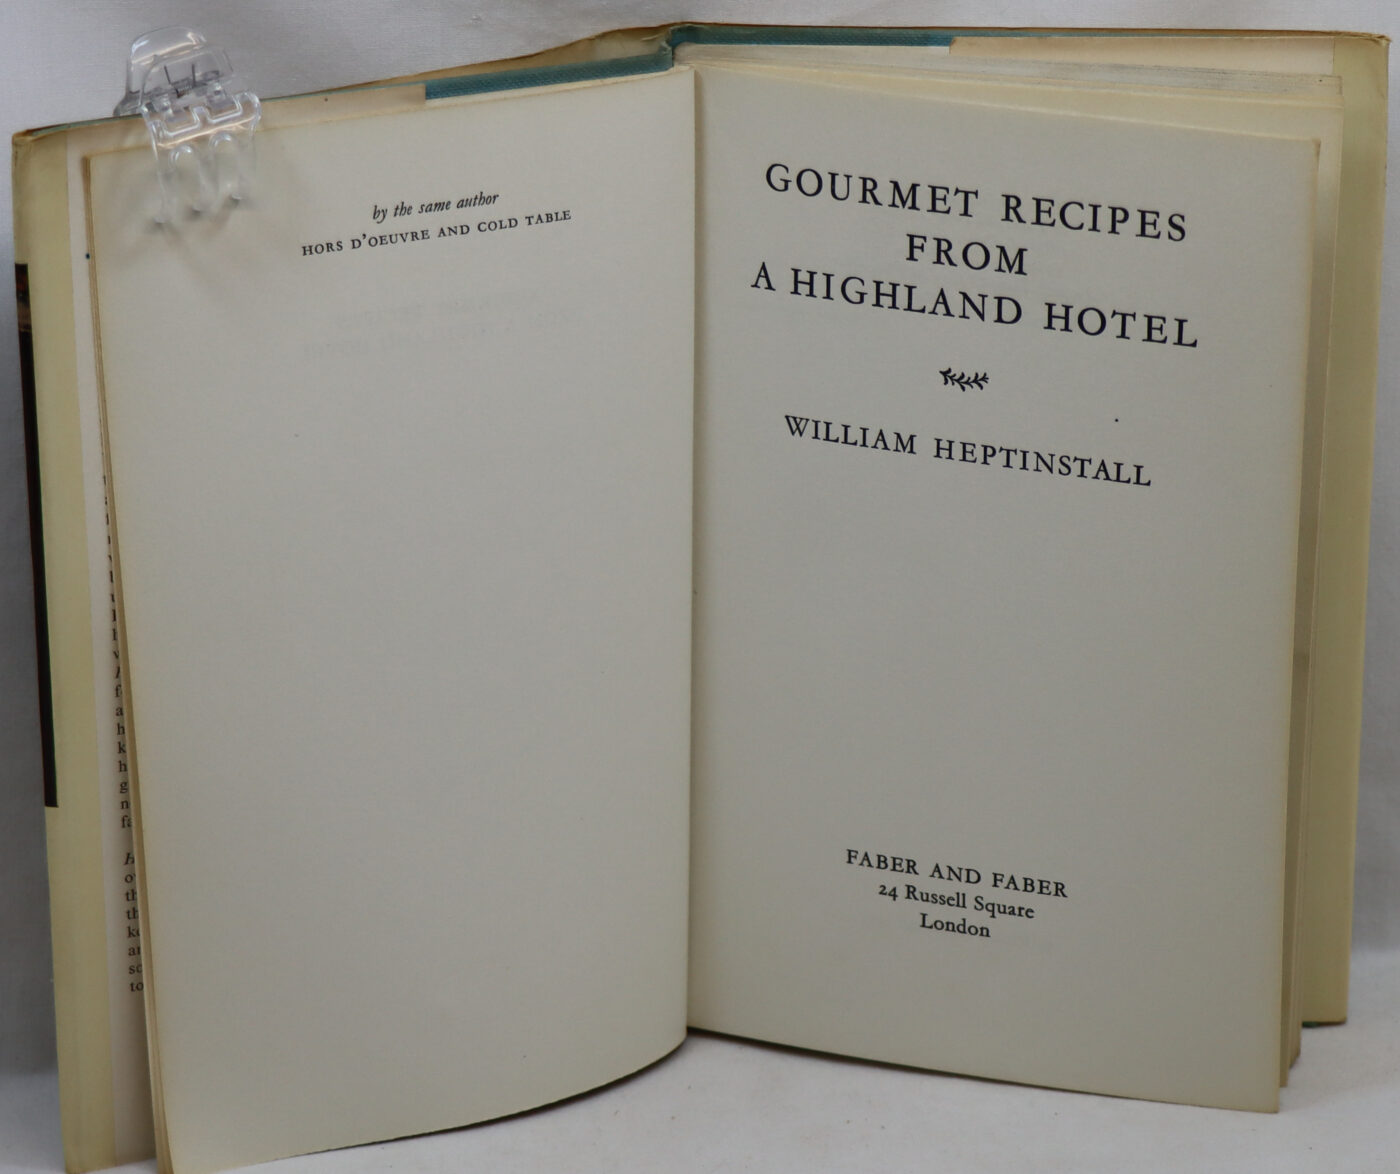 by the same author
HORS D'OEUVRE AND COLD TABLE
GOURMET RECIPES
FROM
A HIGHLAND HOTEL
WILLIAM HEPTINSTALL
FABER AND FABER
24 Russell Square
London